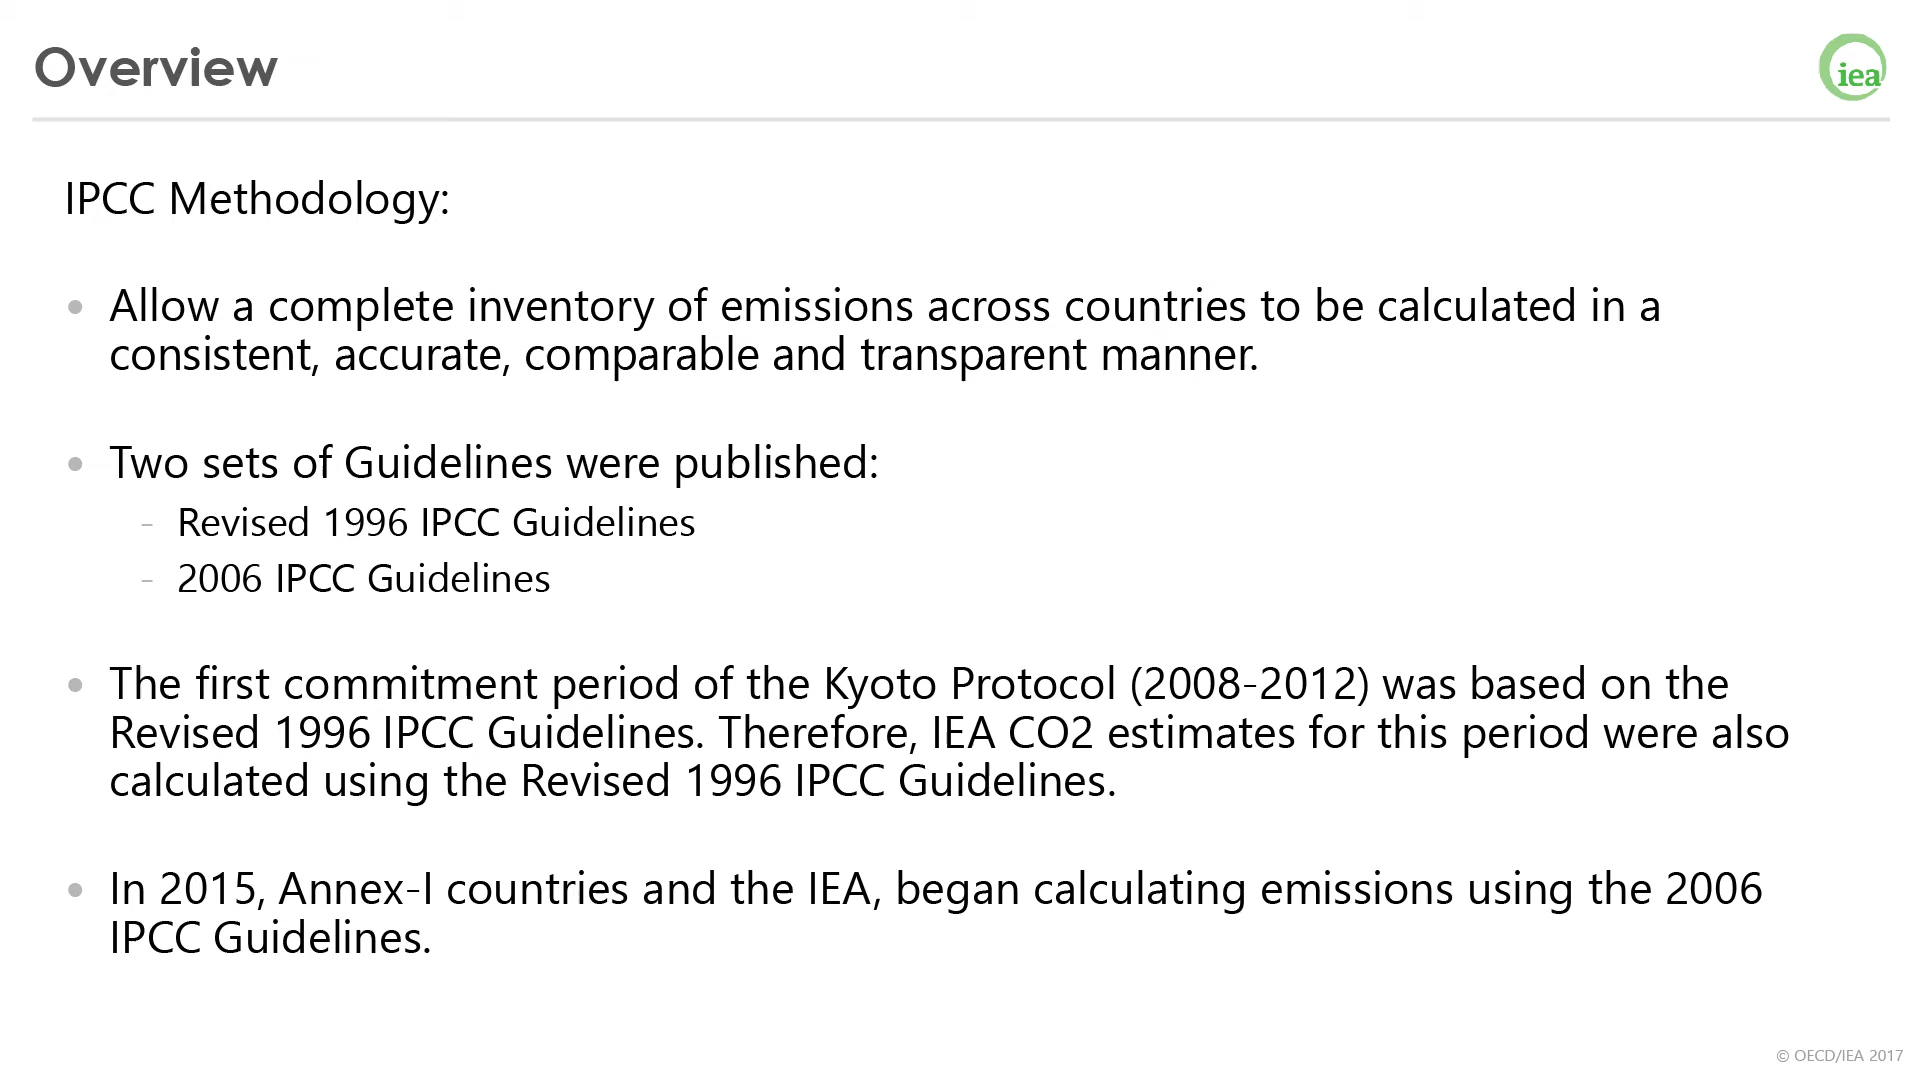 Overview
iea
IPCC Methodology:
• Allow a complete inventory of emissions across countries to be calculated in a
consistent, accurate, comparable and transparent manner.
• Two sets of Guidelines were published:
- Revised 1996 IPCC Guidelines
- 2006 IPCC Guidelines
• The first commitment period of the Kyoto Protocol (2008-2012) was based on the
Revised 1996 IPCC Guidelines. Therefore, IEA CO2 estimates for this period were also
calculated using the Revised 1996 IPCC Guidelines.
• In 2015, Annex-I countries and the IEA, began calculating emissions using the 2006
IPCC Guidelines.
© OECD/IEA 2017